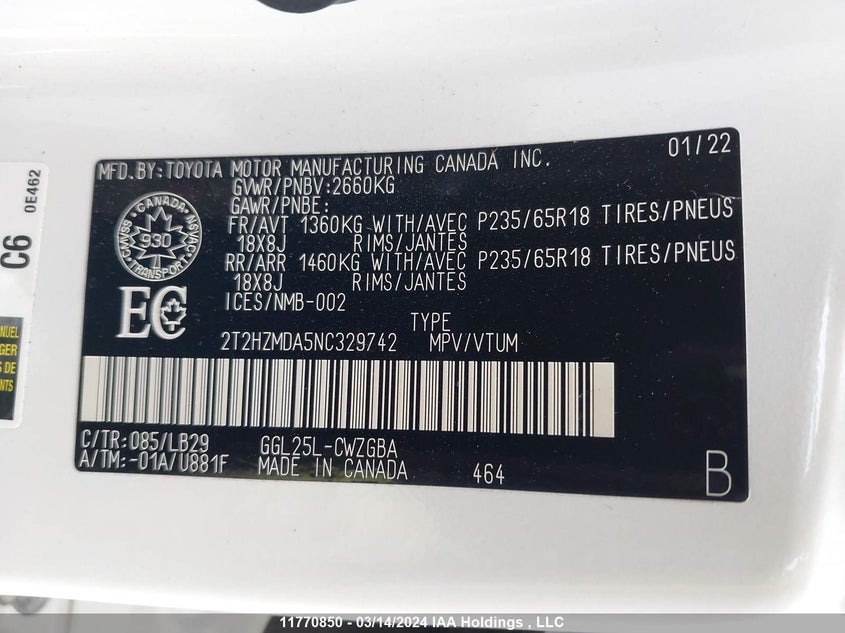 MFD.BY:TOYOTA MOTOR MANUFACTURING CANADA INC. 01/22
GVWR/PNBV:2660KG
GAWR/PNBE:
FR/AVT 1360KG WITH/AVEC P235/65R18 TIRES/PNEUS
18X8J RIMS/JANTES
RR/ARR 1460KG WITH/AVEC P235/65R18 TIRES/PNEUS
18X8J RIMS/JANTES
ICES/NMB-002
CANADA
930
TRANSPORT
EC
TYPE
2T2HZMDA5NC329742 MPV/VTUM
C/TR:085/LB29 GGL25L-CWZGBA
A/TM:-01A/U881F MADE IN CANADA 464 B
C6 0E462
11770850 - 03/14/2024 IAA Holdings , LLC